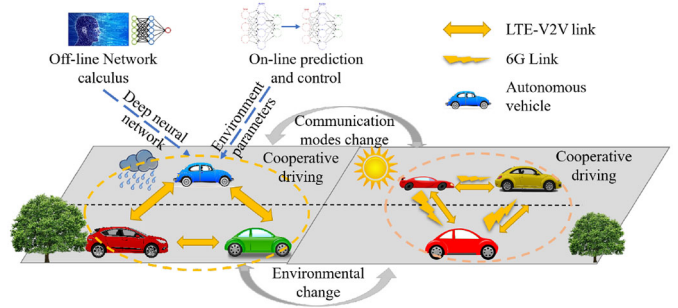 Off-line Network
calculus
On-line prediction
and control
LTE-V2V link
6G Link
Autonomous
vehicle
Deep neural
network
Environment
parameters
Communication
modes change
Cooperative
driving
Cooperative
driving
Environmental
change